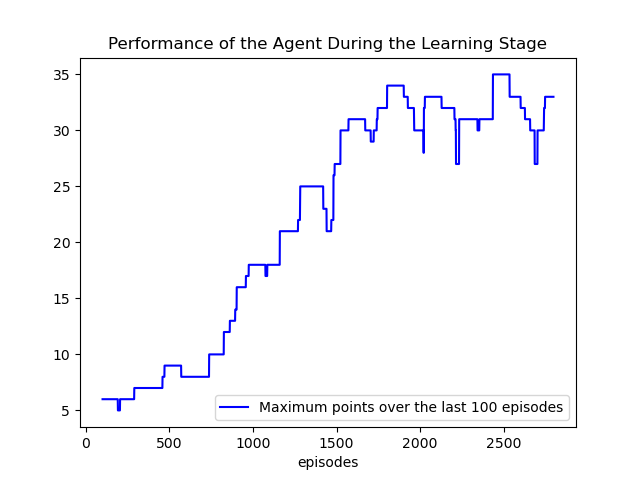 Performance of the Agent During the Learning Stage
35
30
25
20
15
10
5
Maximum points over the last 100 episodes
0 500 1000 1500 2000 2500
episodes